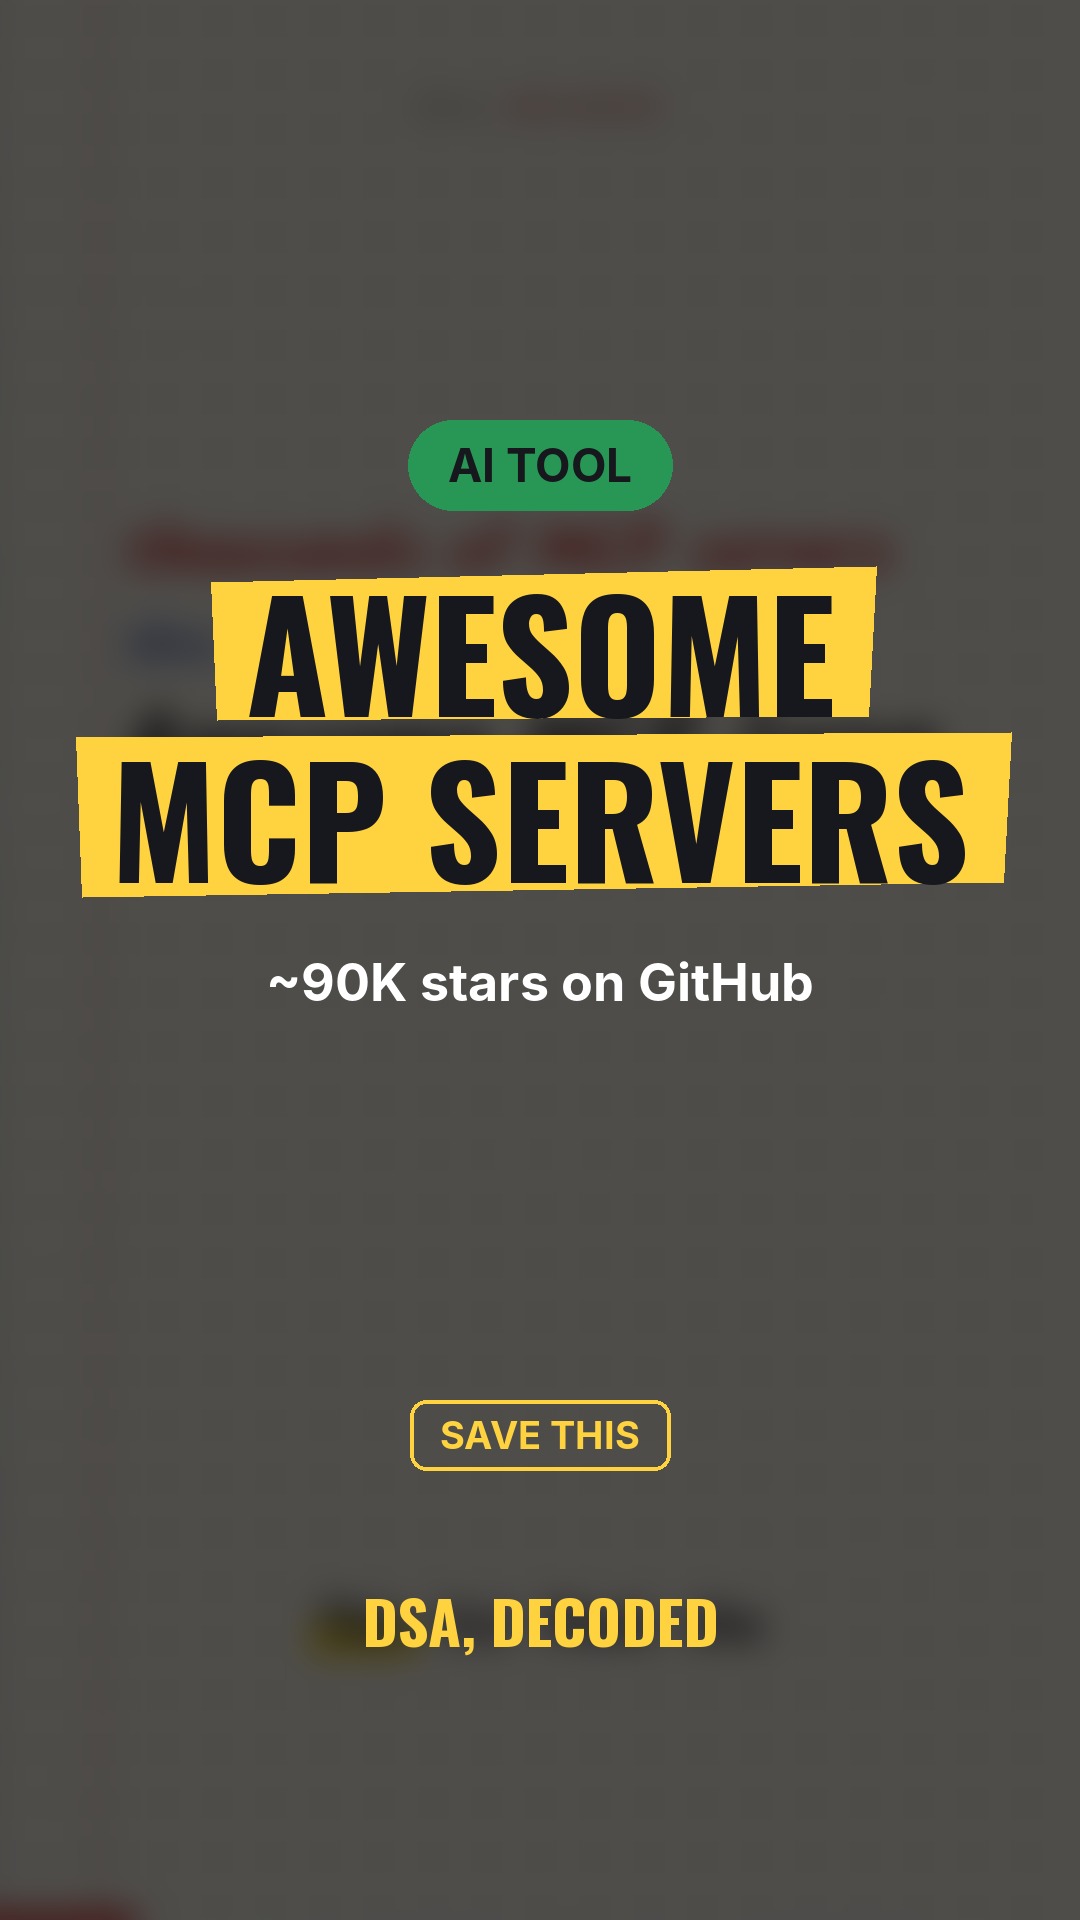 AI TOOL
AWESOME
MCP SERVERS
~90K stars on GitHub
SAVE THIS
DSA, DECODED